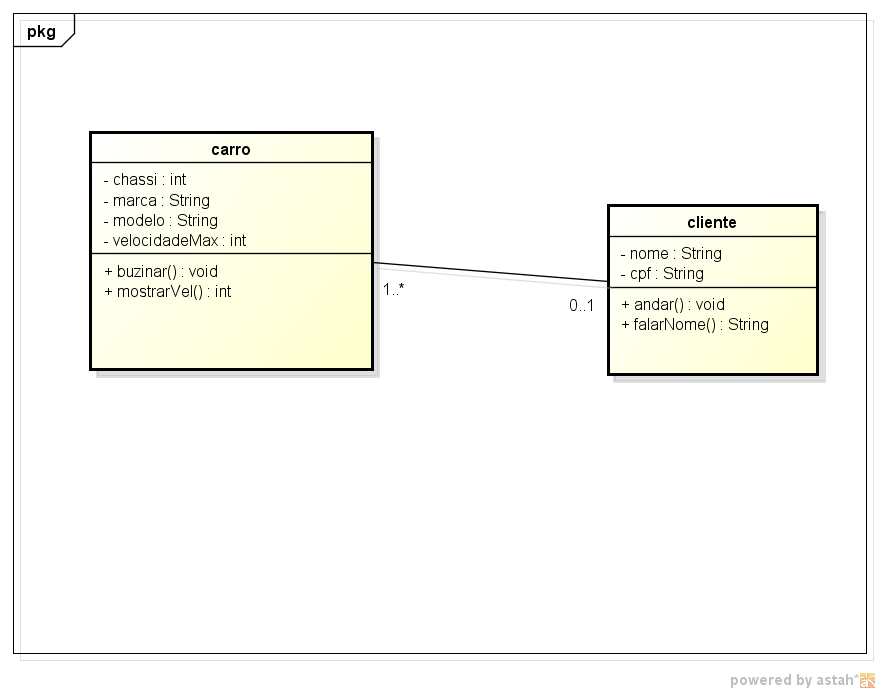 pkg
carro
- chassi : int
- marca : String
- modelo : String
- velocidadeMax : int
+ buzinar() : void
+ mostrarVel() : int
1..*
0..1
cliente
- nome : String
- cpf : String
+ andar() : void
+ falarNome() : String
powered by astah*